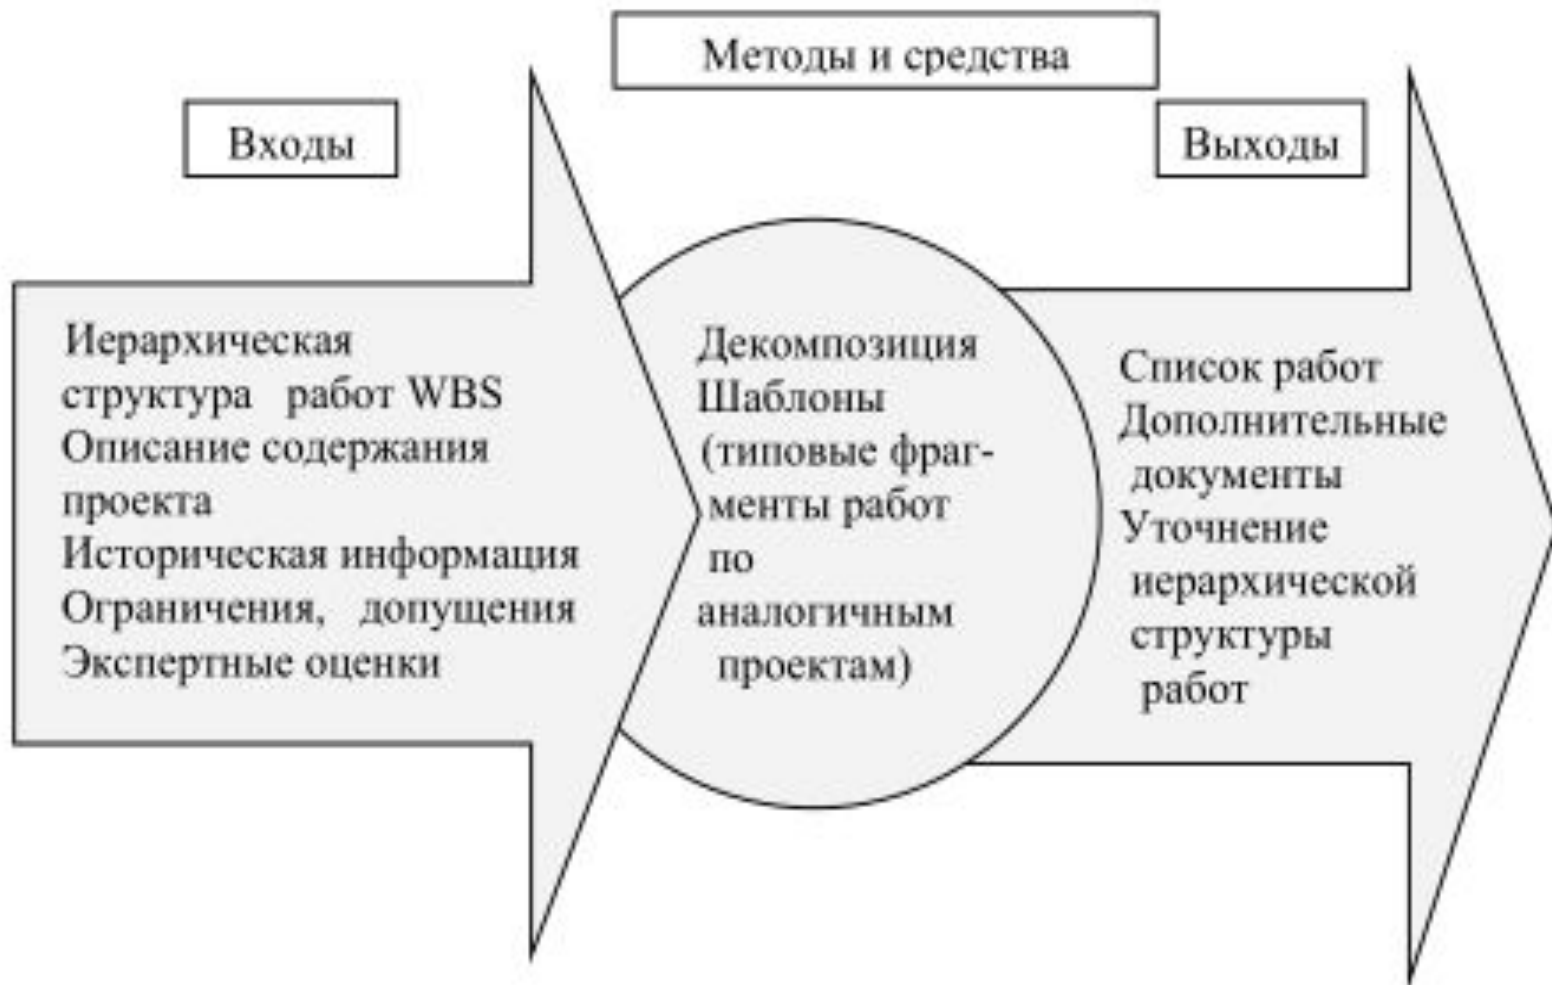 Методы и средства
Входы
Выходы
Иерархическая
структура работ WBS
Описание содержания
проекта
Историческая информация
Ограничения, допущения
Экспертные оценки
Декомпозиция
Шаблоны
(типовые фраг-
менты работ
по
аналогичным
проектам)
Список работ
Дополнительные
документы
Уточнение
иерархической
структуры
работ